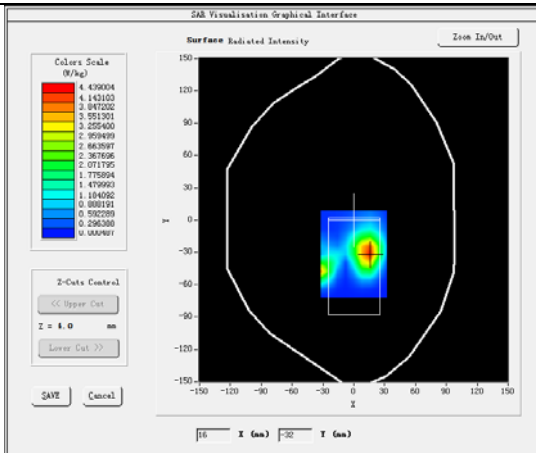 SAR Visualisation Graphical Interface
Surface Radiated Intensity
Zoom In/Out
Colors Scale
(W/kg)
4.439004
4.143103
3.847202
3.551301
3.255400
2.959499
2.663597
2.367696
2.071795
1.775894
1.479993
1.184092
0.888191
0.592289
0.296388
0.000487
Z-Cuts Control
<< Upper Cut
Z = 4.0 mm
Lower Cut >>
SAVE
Cancel
150
120
90
60
30
0
-30
-60
-90
-120
-150
Y
-150 -120 -90 -60 -30 0 30 60 90 120 150
X
16 X (mm) -32 Y (mm)